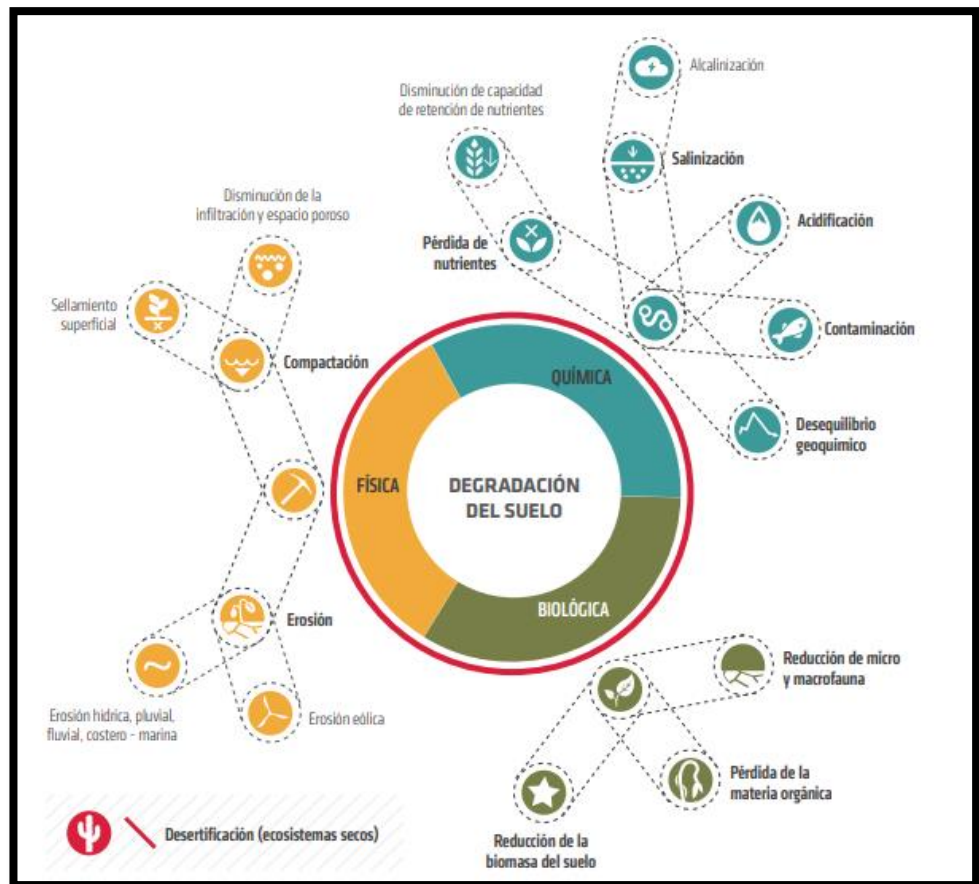 Alcalinización
Disminución de capacidad
de retención de nutrientes
Salinización
Disminución de la
infiltración y espacio poroso
Acidificación
Pérdida de
nutrientes
Sellamiento
superficial
Contaminación
Compactación
QUÍMICA
Desequilibrio
geoquímico
FÍSICA
DEGRADACIÓN
DEL SUELO
BIOLÓGICA
Erosión
Reducción de micro
y macrofauna
Erosión hídrica, pluvial,
fluvial, costero - marina
Erosión eólica
Pérdida de la
materia orgánica
Desertificación (ecosistemas secos)
Reducción de la
biomasa del suelo